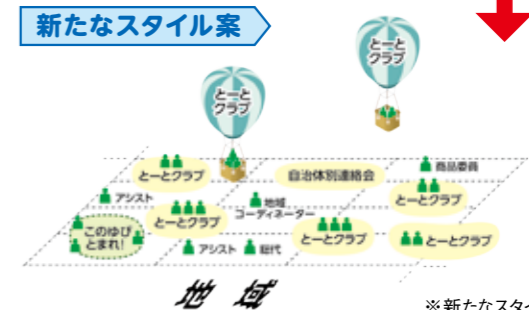 新たなスタイル案
とーと
クラブ
とーと
クラブ
とーとクラブ
自治体別連絡会
商品委員
アシスト
地域
コーディネーター
とーとクラブ
このゆび
とまれ!
とーとクラブ
アシスト
総代
とーとクラブ
とーとクラブ
地域
※新たなスタイ